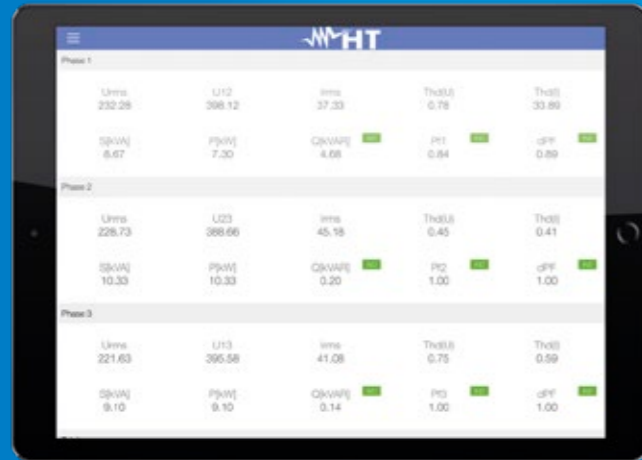 HT
Phase 1
Urms U12 Irms Thd(U) Thd(I)
232.28 398.12 37.33 0.78 33.89
S[kVA] P[kW] Q[kVAR] Pf1 dPF
8.67 7.30 4.68 0.84 0.89
Phase 2
Urms U23 Irms Thd(U) Thd(I)
228.73 388.66 45.18 0.45 0.41
S[kVA] P[kW] Q[kVAR] Pf2 dPF
10.33 10.33 0.20 1.00 1.00
Phase 3
Urms U13 Irms Thd(U) Thd(I)
221.63 395.58 41.08 0.75 0.59
S[kVA] P[kW] Q[kVAR] Pf3 dPF
9.10 9.10 0.14 1.00 1.00